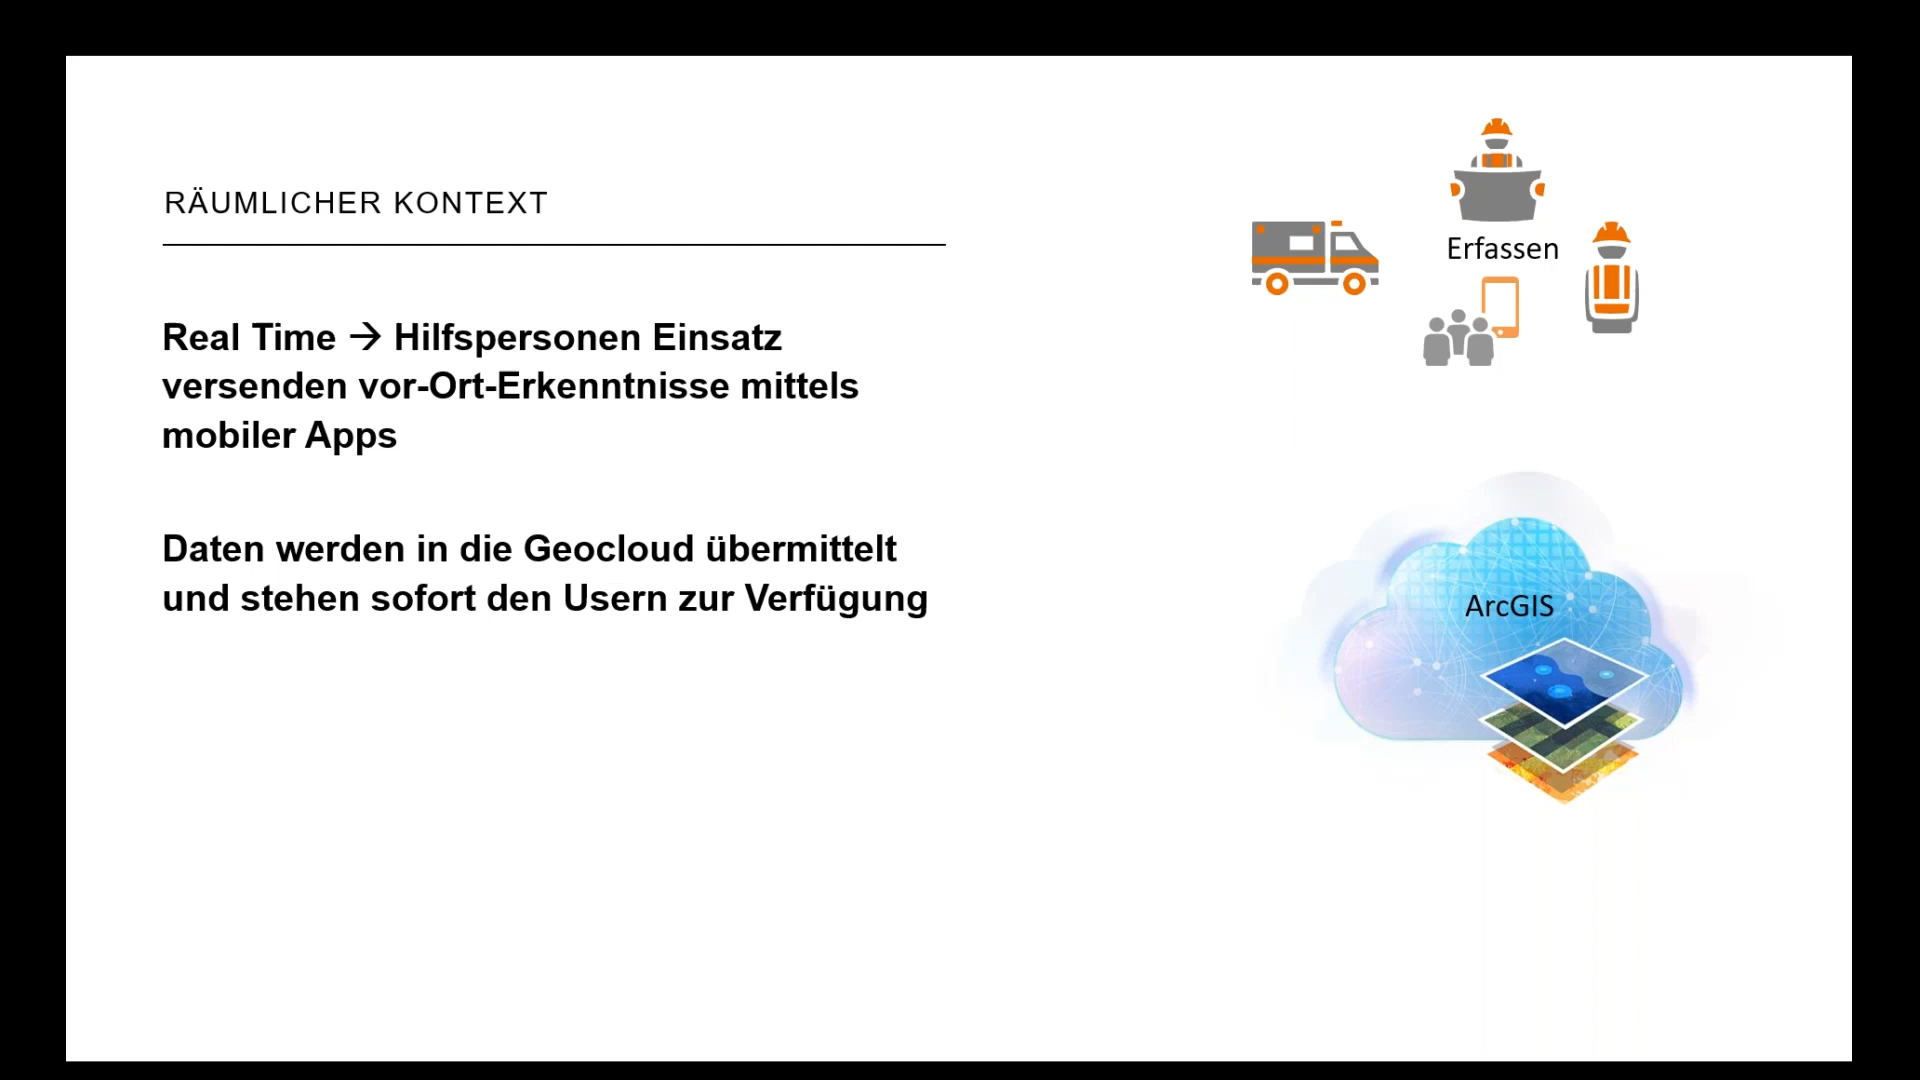 RÄUMLICHER KONTEXT
Real Time → Hilfspersonen Einsatz
versenden vor-Ort-Erkenntnisse mittels
mobiler Apps
Daten werden in die Geocloud übermittelt
und stehen sofort den Usern zur Verfügung
Erfassen
ArcGIS